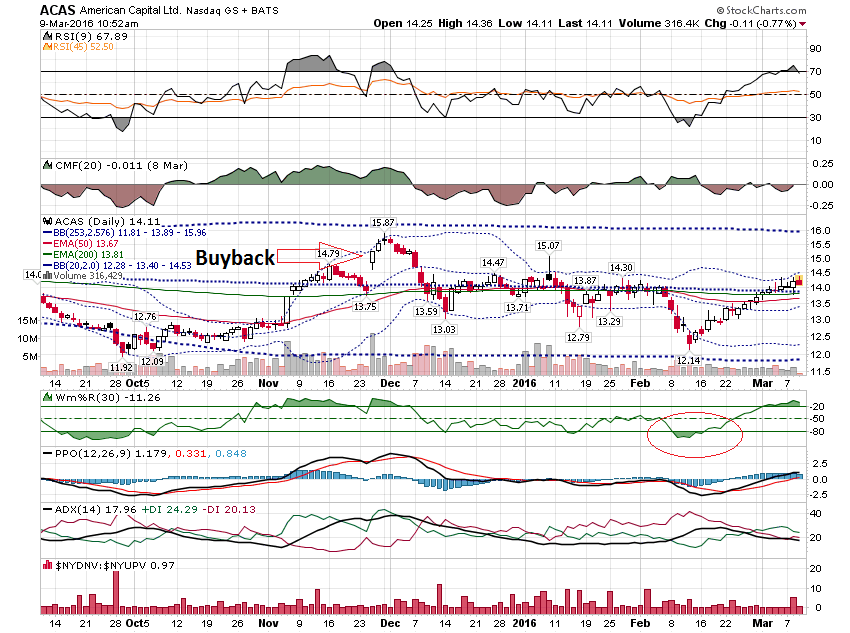 ACAS American Capital Ltd. Nasdaq GS + BATS © StockCharts.com
9-Mar-2016 10:52am Open 14.25 High 14.36 Low 14.11 Last 14.11 Volume 316.4K Chg -0.11 (-0.77%)
RSI(9) 67.89
RSI(45) 52.50
90
70
50
30
10
CMF(20) -0.011 (8 Mar)
0.25
0.00
-0.25
ACAS (Daily) 14.11
BB(253,2.576) 11.81 - 13.89 - 15.96
EMA(50) 13.67
EMA(200) 13.81
BB(20,2.0) 12.28 - 13.40 - 14.53
Volume 316,429
Buyback
15.87
14.79
14.47
15.07
13.87
14.30
14.0
12.76
13.75
13.59
13.03
13.71
13.29
12.79
12.14
11.92
12.09
16.0
15.5
15.0
14.5
14.0
13.5
13.0
12.5
12.0
11.5
15M
10M
5M
14 21 28 Oct5 12 19 26 Nov 9 16 23 Dec 7 14 21 28 2016 11 19 25 Feb 8 16 22 Mar 7
Wm%R(30) -11.26
-20
-50
-80
PPO(12,26,9) 1.179, 0.331, 0.848
2.5
0.0
-2.5
ADX(14) 17.96 +DI 24.29 -DI 20.13
40
20
$NYDNV:$NYUPV 0.97
20
10
0
14 21 28 Oct5 12 19 26 Nov 9 16 23 Dec 7 14 21 28 2016 11 19 25 Feb 8 16 22 Mar 7